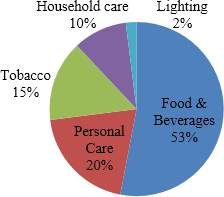 Household care
10%
Lighting
2%
Tobacco
15%
Food &
Beverages
53%
Personal
Care
20%